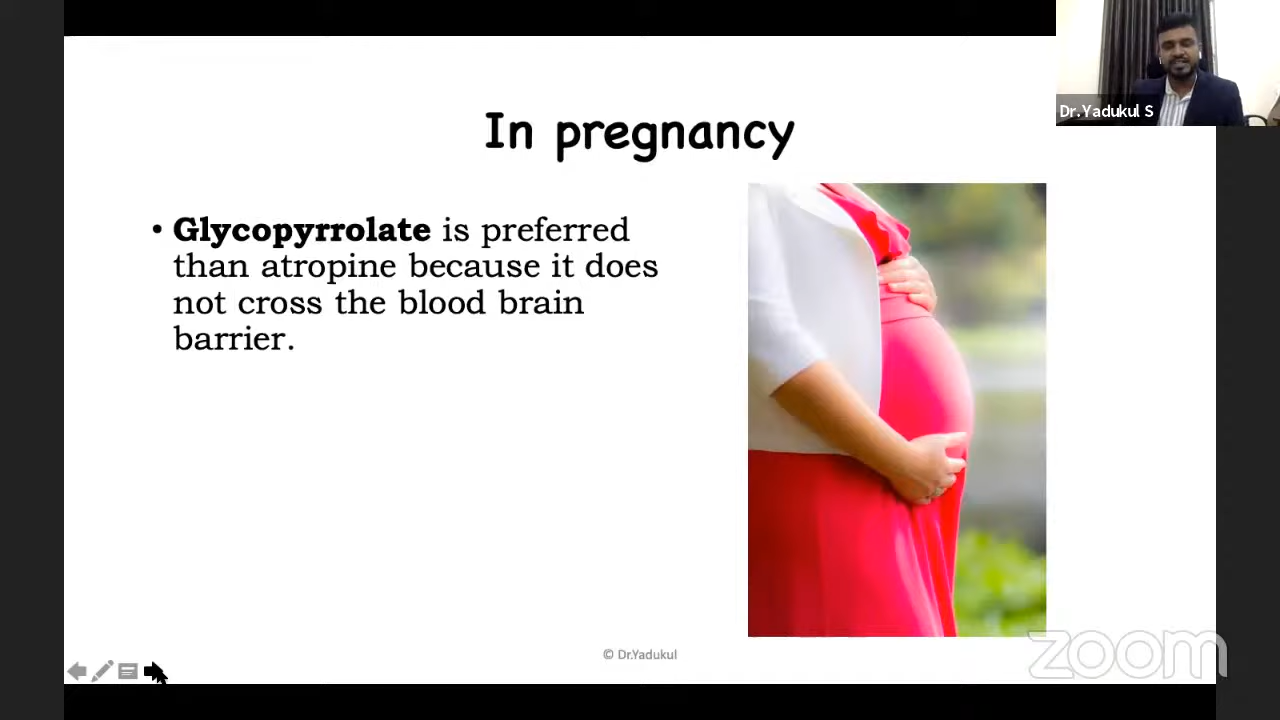 Dr.Yadukul S
In pregnancy
• Glycopyrrolate is preferred
than atropine because it does
not cross the blood brain
barrier.
© Dr.Yadukul
zoom